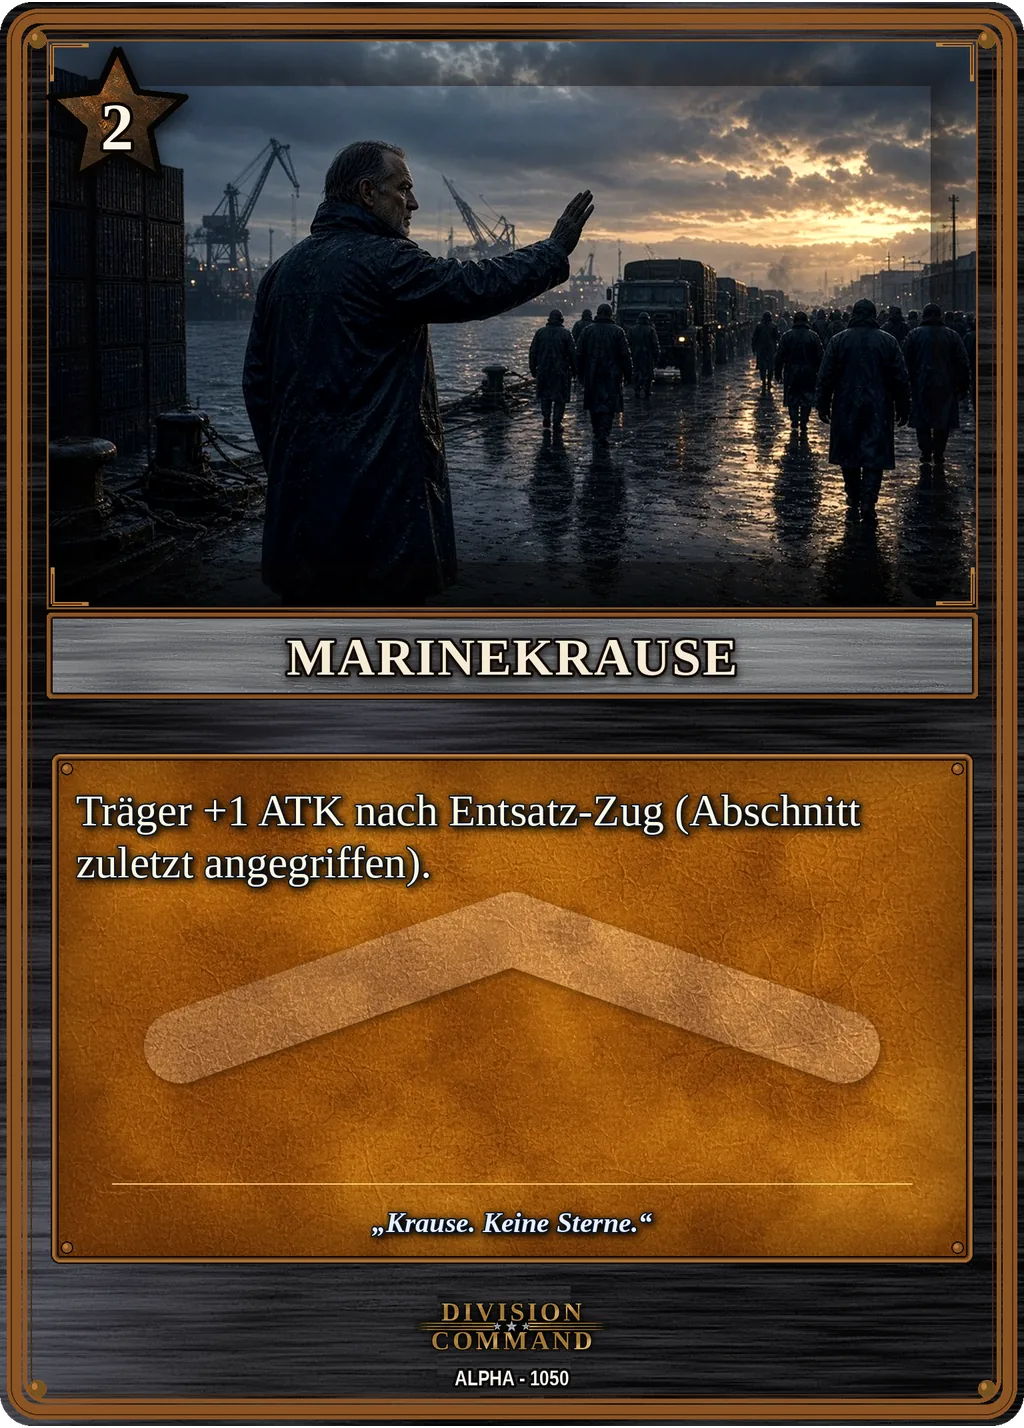 2
MARINEKRAUSE
Träger +1 ATK nach Entsatz-Zug (Abschnitt
zuletzt angegriffen).
„Krause. Keine Sterne.“
DIVISION
COMMAND
ALPHA - 1050